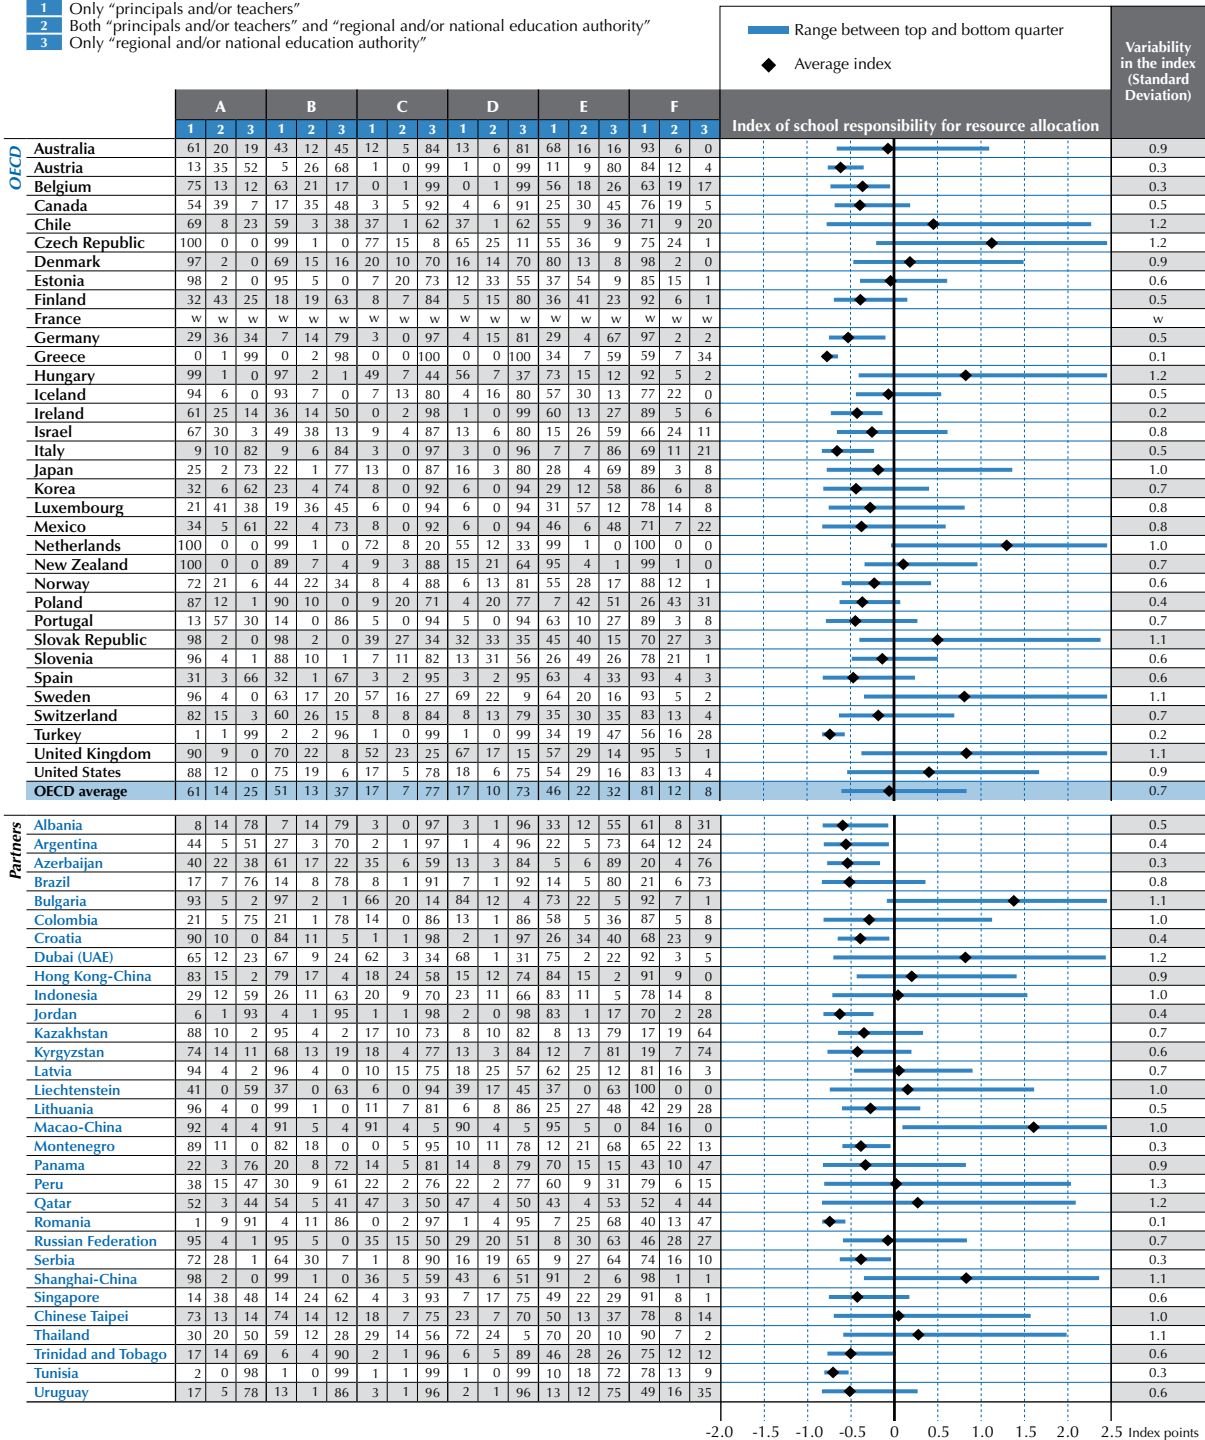 1 Only “principals and/or teachers”
2 Both “principals and/or teachers” and “regional and/or national education authority”
3 Only “regional and/or national education authority”
Range between top and bottom quarter
Average index
Variability in the index (Standard Deviation)
A B C D E F
1 2 3 1 2 3 1 2 3 1 2 3 1 2 3 1 2 3 Index of school responsibility for resource allocation
OECD
Australia 61 20 19 43 12 45 12 5 84 13 6 81 68 16 16 93 6 0 0.9
Austria 13 35 52 5 26 68 1 0 99 1 0 99 11 9 80 84 12 4 0.3
Belgium 75 13 12 63 21 17 0 1 99 0 1 99 56 18 26 63 19 17 0.3
Canada 54 39 7 17 35 48 3 5 92 4 6 91 25 30 45 76 19 5 0.5
Chile 69 8 23 59 3 38 37 1 62 37 1 62 55 9 36 71 9 20 1.2
Czech Republic 100 0 0 99 1 0 77 15 8 65 25 11 55 36 9 75 24 1 1.2
Denmark 97 2 0 69 15 16 20 10 70 16 14 70 80 13 8 98 2 0 0.9
Estonia 98 2 0 95 5 0 7 20 73 12 33 55 37 54 9 85 15 1 0.6
Finland 32 43 25 18 19 63 8 7 84 5 15 80 36 41 23 92 6 1 0.5
France w w w w w w w w w w w w w w w w w w w
Germany 29 36 34 7 14 79 3 0 97 4 15 81 29 4 67 97 2 2 0.5
Greece 0 1 99 0 2 98 0 0 100 0 0 100 34 7 59 59 7 34 0.1
Hungary 99 1 0 97 2 1 49 7 44 56 7 37 73 15 12 92 5 2 1.2
Iceland 94 6 0 93 7 0 7 13 80 4 16 80 57 30 13 77 22 0 0.5
Ireland 61 25 14 36 14 50 0 2 98 1 0 99 60 13 27 89 5 6 0.2
Israel 67 30 3 49 38 13 9 4 87 13 6 80 15 26 59 66 24 11 0.8
Italy 9 10 82 9 6 84 3 0 97 3 0 96 7 7 86 69 11 21 0.5
Japan 25 2 73 22 1 77 13 0 87 16 3 80 28 4 69 89 3 8 1.0
Korea 32 6 62 23 4 74 8 0 92 6 0 94 29 12 58 86 6 8 0.7
Luxembourg 21 41 38 19 36 45 6 0 94 6 0 94 31 57 12 78 14 8 0.8
Mexico 34 5 61 22 4 73 8 0 92 6 0 94 46 6 48 71 7 22 0.8
Netherlands 100 0 0 99 1 0 72 8 20 55 12 33 99 1 0 100 0 0 1.0
New Zealand 100 0 0 89 7 4 9 3 88 15 21 64 95 4 1 99 1 0 0.7
Norway 72 21 6 44 22 34 8 4 88 6 13 81 55 28 17 88 12 1 0.6
Poland 87 12 1 90 10 0 9 20 71 4 20 77 7 42 51 26 43 31 0.4
Portugal 13 57 30 14 0 86 5 0 94 5 0 94 63 10 27 89 3 8 0.7
Slovak Republic 98 2 0 98 2 0 39 27 34 32 33 35 45 40 15 70 27 3 1.1
Slovenia 96 4 1 88 10 1 7 11 82 13 31 56 26 49 26 78 21 1 0.6
Spain 31 3 66 32 1 67 3 2 95 3 2 95 63 4 33 93 4 3 0.6
Sweden 96 4 0 63 17 20 57 16 27 69 22 9 64 20 16 93 5 2 1.1
Switzerland 82 15 3 60 26 15 8 8 84 8 13 79 35 30 35 83 13 4 0.7
Turkey 1 1 99 2 2 96 1 0 99 1 0 99 34 19 47 56 16 28 0.2
United Kingdom 90 9 0 70 22 8 52 23 25 67 17 15 57 29 14 95 5 1 1.1
United States 88 12 0 75 19 6 17 5 78 18 6 75 54 29 16 83 13 4 0.9
OECD average 61 14 25 51 13 37 17 7 77 17 10 73 46 22 32 81 12 8 0.7
Partners
Albania 8 14 78 7 14 79 3 0 97 3 1 96 33 12 55 61 8 31 0.5
Argentina 44 5 51 27 3 70 2 1 97 1 4 96 22 5 73 64 12 24 0.4
Azerbaijan 40 22 38 61 17 22 35 6 59 13 3 84 5 6 89 20 4 76 0.3
Brazil 17 7 76 14 8 78 8 1 91 7 1 92 14 5 80 21 6 73 0.8
Bulgaria 93 5 2 97 2 1 66 20 14 84 12 4 73 22 5 92 7 1 1.1
Colombia 21 5 75 21 1 78 14 0 86 13 1 86 58 5 36 87 5 8 1.0
Croatia 90 10 0 84 11 5 1 1 98 2 1 97 26 34 40 68 23 9 0.4
Dubai (UAE) 65 12 23 67 9 24 62 3 34 68 1 31 75 2 22 92 3 5 1.2
Hong Kong-China 83 15 2 79 17 4 18 24 58 15 12 74 84 15 2 91 9 0 0.9
Indonesia 29 12 59 26 11 63 20 9 70 23 11 66 83 11 5 78 14 8 1.0
Jordan 6 1 93 4 1 95 1 1 98 2 0 98 83 1 17 70 2 28 0.4
Kazakhstan 88 10 2 95 4 2 17 10 73 8 10 82 8 13 79 17 19 64 0.7
Kyrgyzstan 74 14 11 68 13 19 18 4 77 13 3 84 12 7 81 19 7 74 0.6
Latvia 94 4 2 96 4 0 10 15 75 18 25 57 62 25 12 81 16 3 0.7
Liechtenstein 41 0 59 37 0 63 6 0 94 39 17 45 37 0 63 100 0 0 1.0
Lithuania 96 4 0 99 1 0 11 7 81 6 8 86 25 27 48 42 29 28 0.5
Macao-China 92 4 4 91 5 4 91 4 5 90 4 5 95 5 0 84 16 0 1.0
Montenegro 89 11 0 82 18 0 0 5 95 10 11 78 12 21 68 65 22 13 0.3
Panama 22 3 76 20 8 72 14 5 81 14 8 79 70 15 15 43 10 47 0.9
Peru 38 15 47 30 9 61 22 2 76 22 2 77 60 9 31 79 6 15 1.3
Qatar 52 3 44 54 5 41 47 3 50 47 4 50 43 4 53 52 4 44 1.2
Romania 1 9 91 4 11 86 0 2 97 1 4 95 7 25 68 40 13 47 0.1
Russian Federation 95 4 1 95 5 0 35 15 50 29 20 51 8 30 63 46 28 27 0.7
Serbia 72 28 1 64 30 7 1 8 90 16 19 65 9 27 64 74 16 10 0.3
Shanghai-China 98 2 0 99 1 0 36 5 59 43 6 51 91 2 6 98 1 1 1.1
Singapore 14 38 48 14 24 62 4 3 93 7 17 75 49 22 29 91 8 1 0.6
Chinese Taipei 73 13 14 74 14 12 18 7 75 23 7 70 50 13 37 78 8 14 1.0
Thailand 30 20 50 59 12 28 29 14 56 72 24 5 70 20 10 90 7 2 1.1
Trinidad and Tobago 17 14 69 6 4 90 2 1 96 6 5 89 46 28 26 75 12 12 0.6
Tunisia 2 0 98 1 0 99 1 1 99 1 0 99 10 18 72 78 13 9 0.3
Uruguay 17 5 78 13 1 86 3 1 96 2 1 96 13 12 75 49 16 35 0.6
-2.0 -1.5 -1.0 -0.5 0 0.5 1.0 1.5 2.0 2.5 Index points